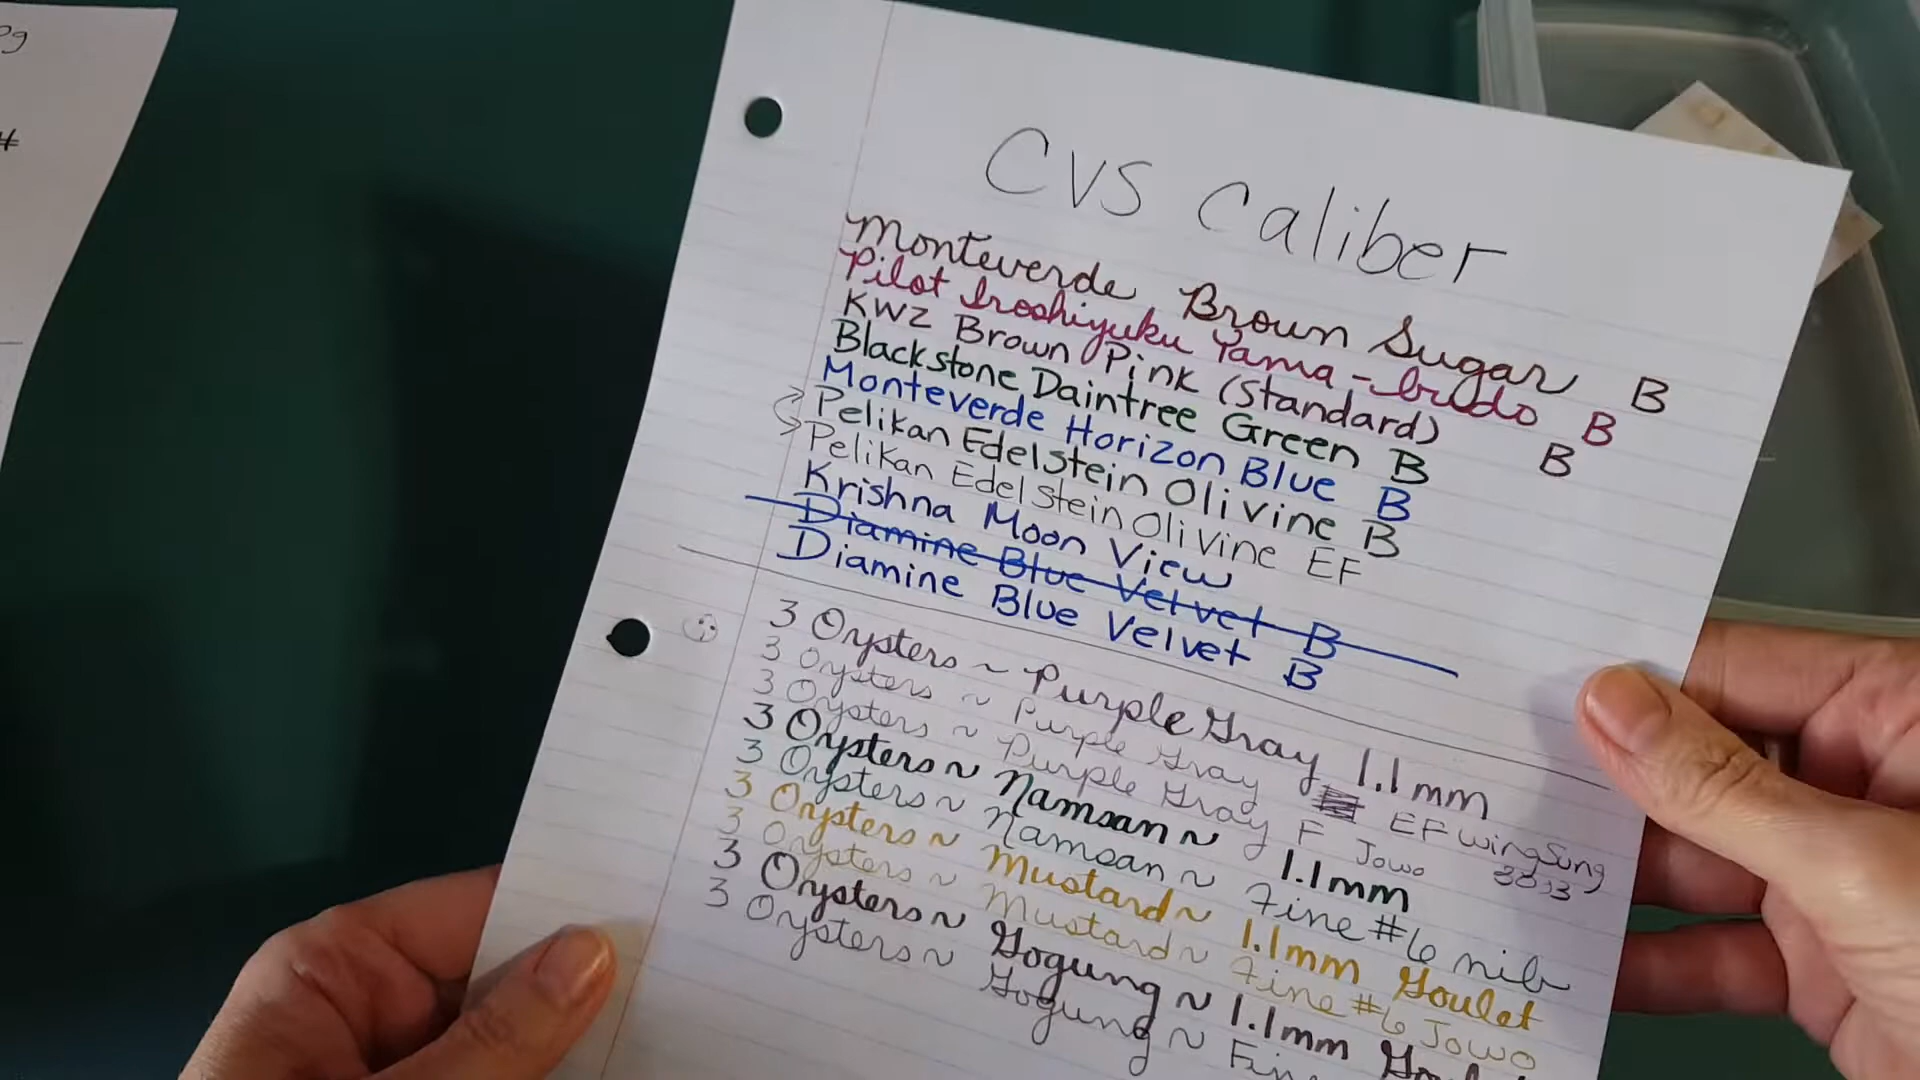 CVS Caliber
Monteverde Brown Sugar B
Pilot Iroshiyuku Yama-budo B
KWZ Brown Pink (Standard) B
Blackstone Daintree Green B
Monteverde Horizon Blue B
Pelikan Edelstein Olivine B
Pelikan Edelstein Olivine EF
Krishna Moon View
Diamine Blue Velvet B
Diamine Blue Velvet B
3 Oysters ~ Purple Gray 1.1mm
3 Oysters ~ Purple Gray EF WingSung
3 Oysters ~ Purple Gray F Jowo
3 Oysters ~ Namsan ~ 1.1mm
3 Oysters ~ Namsan ~ Fine #6 nib
3 Oysters ~ Mustard ~ 1.1mm Goulet
3 Oysters ~ Mustard ~ Fine #6 Jowo
3 Oysters ~ Gogung ~ 1.1mm
3 Oysters ~ Gogung ~